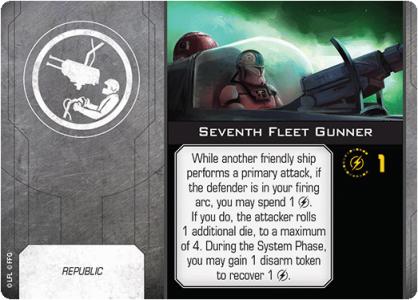 SEVENTH FLEET GUNNER
While another friendly ship
performs a primary attack, if
the defender is in your firing
arc, you may spend 1 .
If you do, the attacker rolls
1 additional die, to a maximum
of 4. During the System Phase,
you may gain 1 disarm token
to recover 1 .
1
REPUBLIC
© LFL © FFG